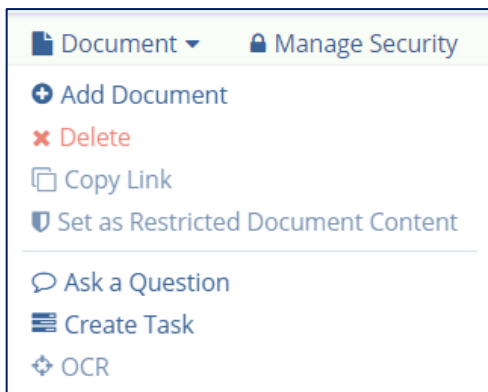 Document Manage Security
Add Document
Delete
Copy Link
Set as Restricted Document Content
Ask a Question
Create Task
OCR